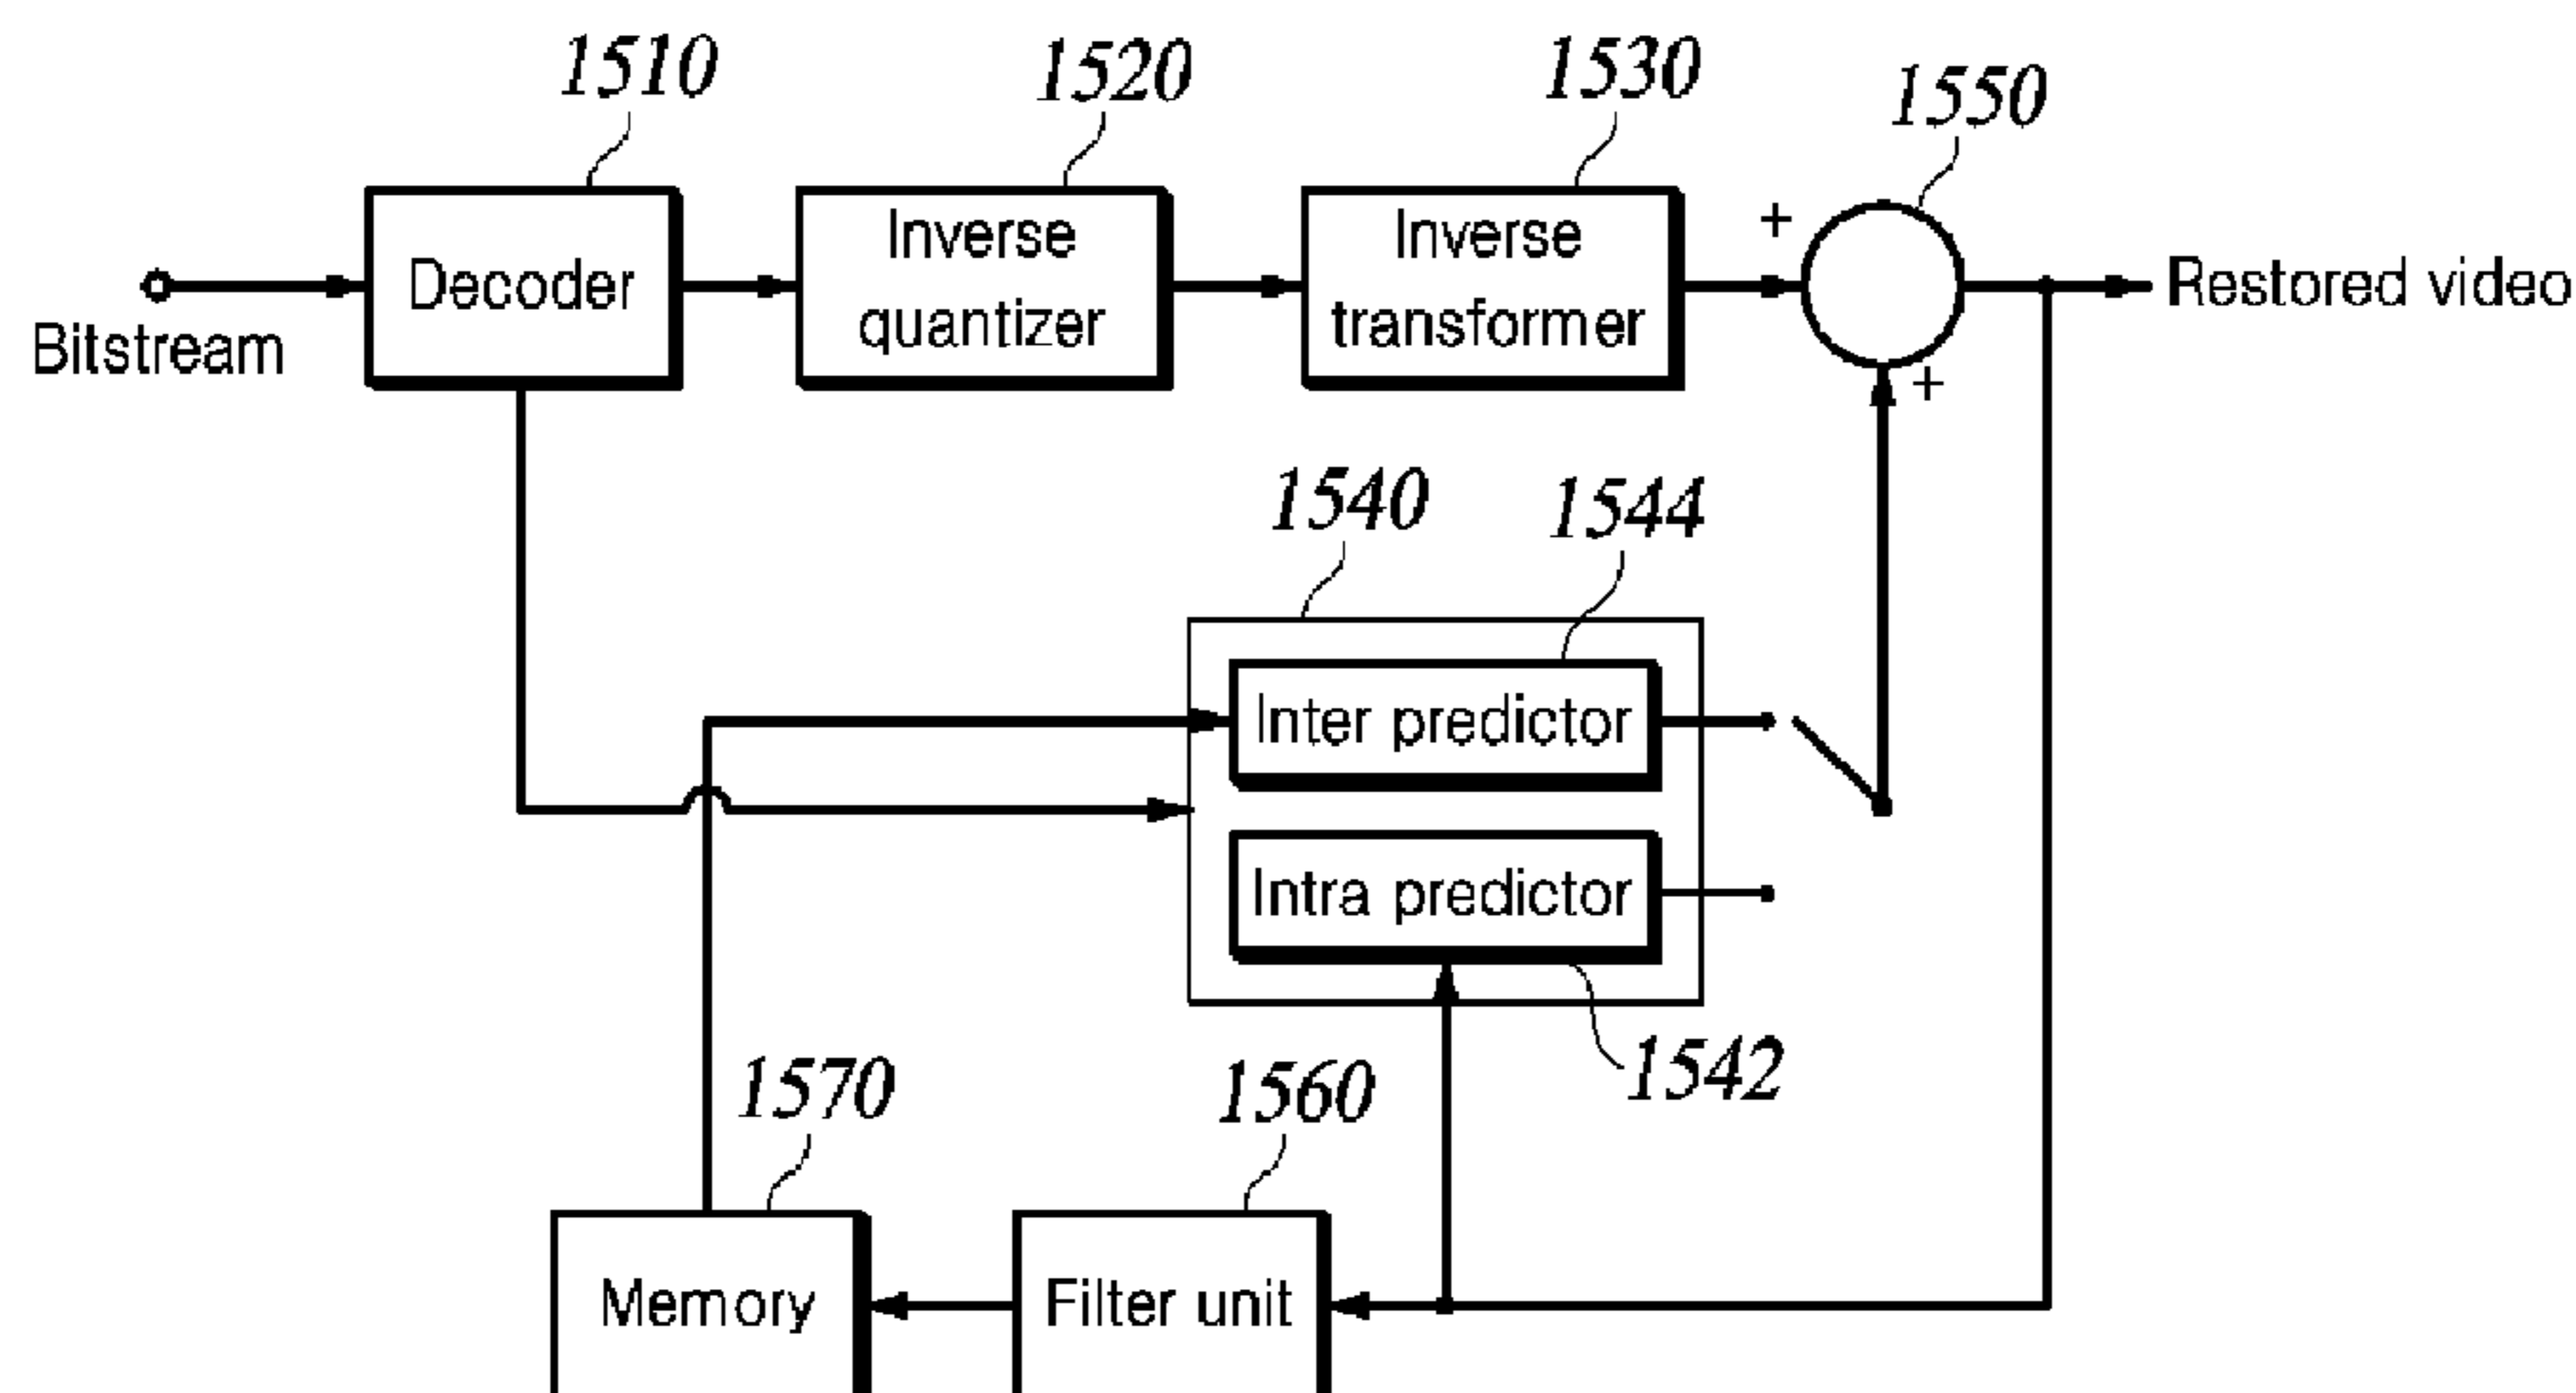 1510
1520
1530
1550
Bitstream
Decoder
Inverse
quantizer
Inverse
transformer
+
+
Restored video
1540
1544
Inter predictor
Intra predictor
1542
1570
1560
Memory
Filter unit